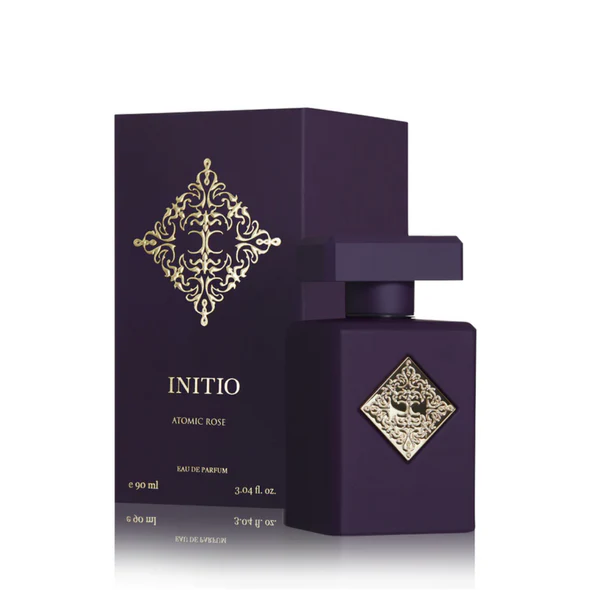 INITIO
ATOMIC ROSE
EAU DE PARFUM
e 90 ml 3.04 fl. oz.